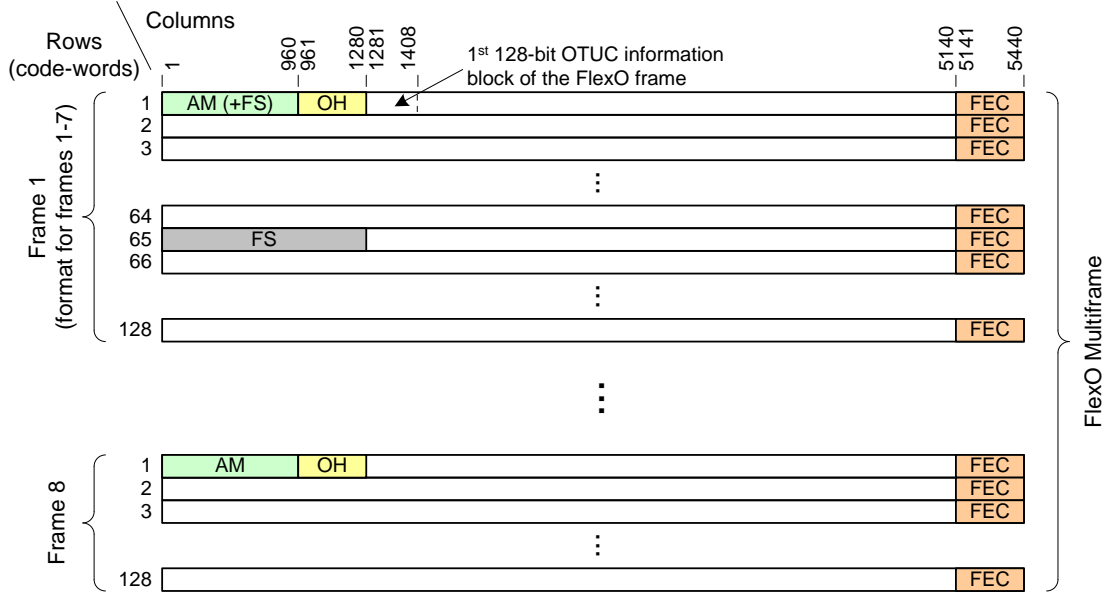 Columns
Rows
(code-words)
1
960
961
1280
1281
1408
5140
5141
5440
1st 128-bit OTUC information
block of the FlexO frame
1 AM (+FS) OH FEC
2 FEC
3 FEC
⋮
64 FEC
65 FS FEC
66 FEC
⋮
128 FEC
Frame 1
(format for frames 1-7)
⋮
1 AM OH FEC
2 FEC
3 FEC
⋮
128 FEC
Frame 8
FlexO Multiframe